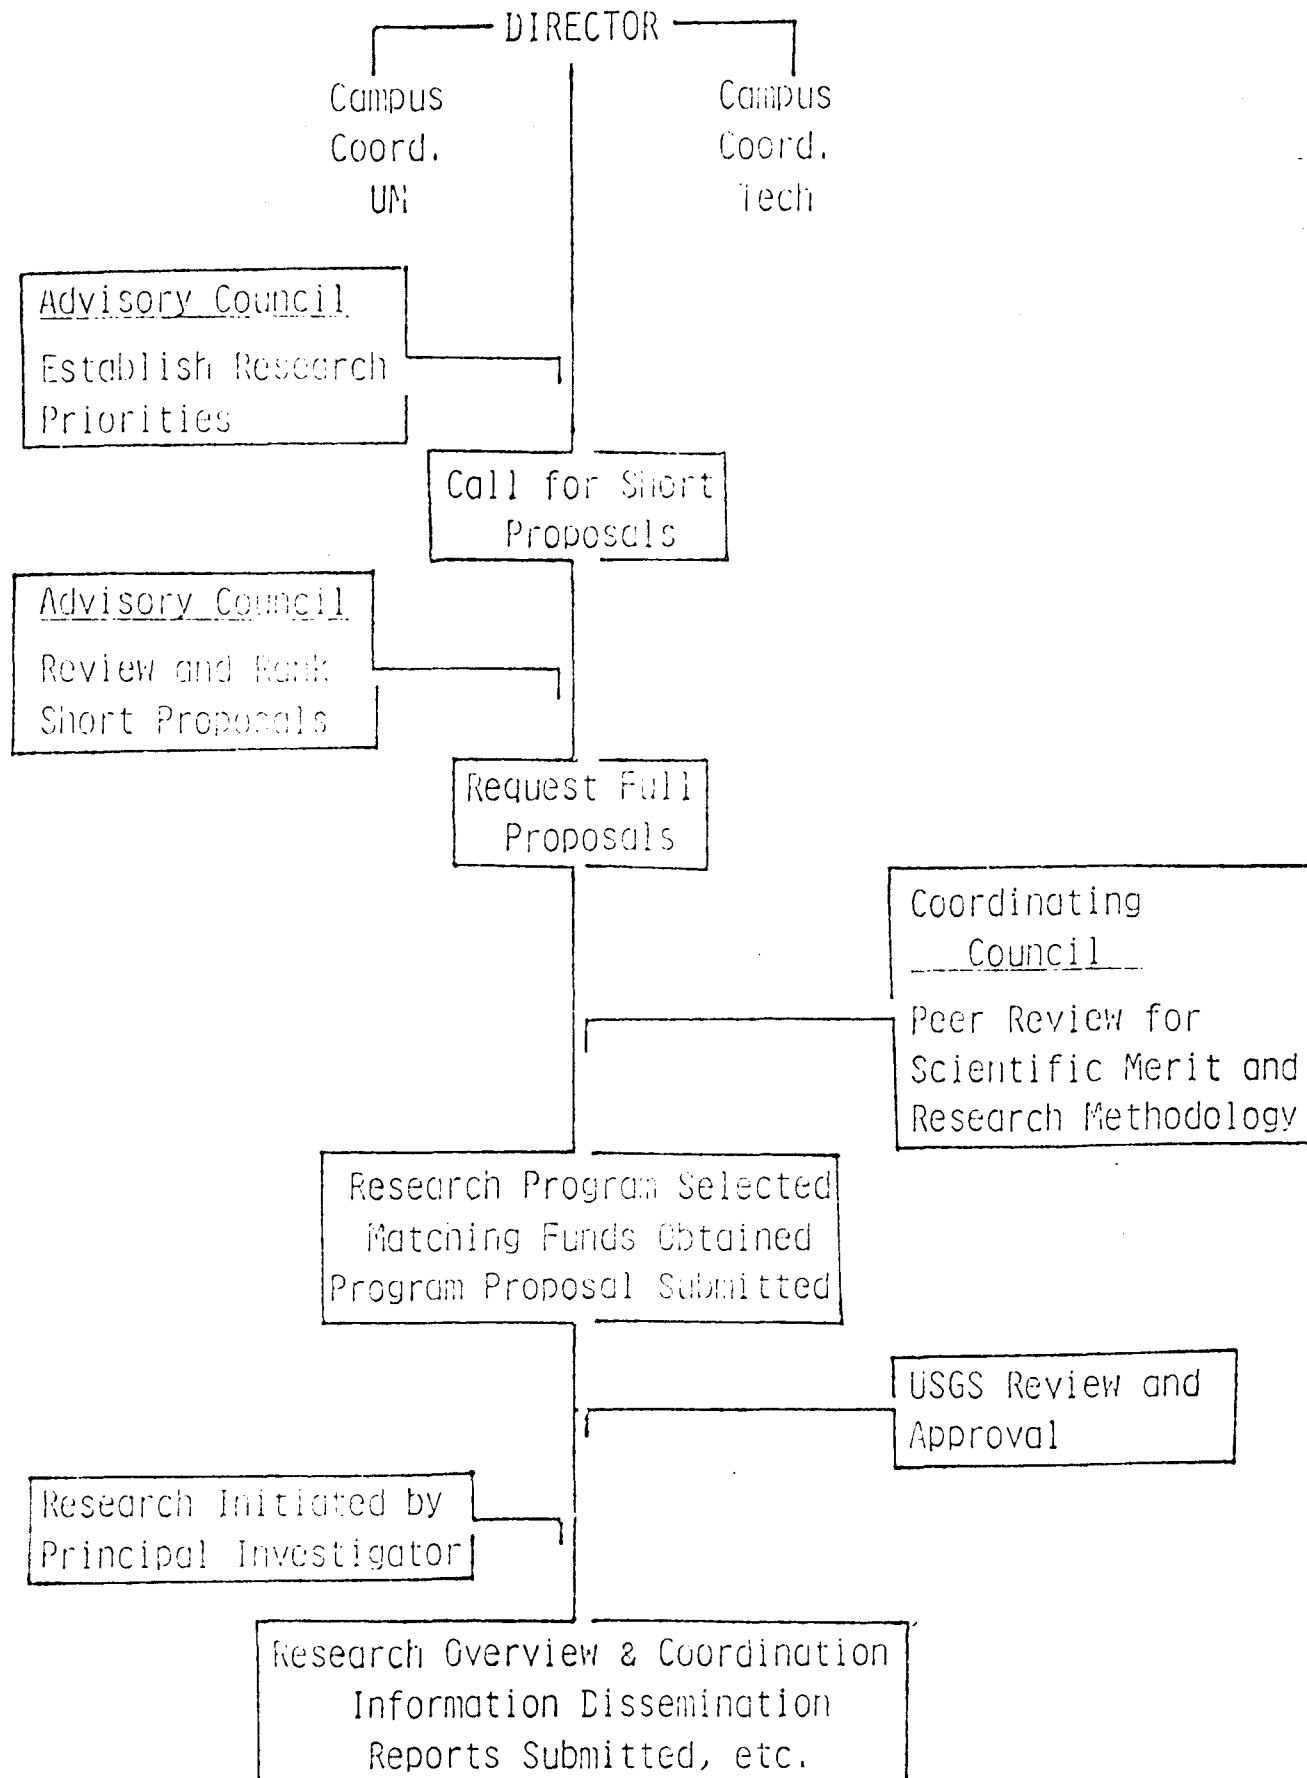 DIRECTOR
Campus
Coord.
UM
Campus
Coord.
Tech
Advisory Council
Establish Research
Priorities
Call for Short
Proposals
Advisory Council
Review and Rank
Short Proposals
Request Full
Proposals
Coordinating
Council
Peer Review for
Scientific Merit and
Research Methodology
Research Program Selected
Matching Funds Obtained
Program Proposal Submitted
USGS Review and
Approval
Research Initiated by
Principal Investigator
Research Overview & Coordination
Information Dissemination
Reports Submitted, etc.